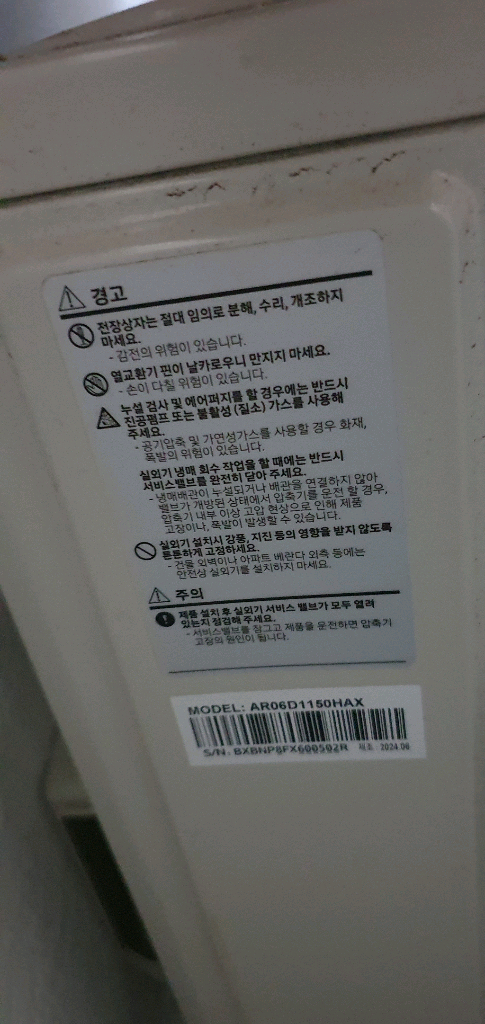 경고
전장상자는 절대 임의로 분해, 수리, 개조하지
마세요.
- 감전의 위험이 있습니다.
열교환기 핀이 날카로우니 만지지 마세요.
- 손이 다칠 위험이 있습니다.
누설 검사 및 에어퍼지를 할 경우에는 반드시
진공펌프 또는 불활성 (질소) 가스를 사용해
주세요.
- 공기압축 및 가연성가스를 사용할 경우 화재,
폭발의 위험이 있습니다.
실외기 냉매 회수 작업을 할 때에는 반드시
서비스밸브를 완전히 닫아 주세요.
- 냉매배관이 누설되거나 배관을 연결하지 않아
밸브가 개방된 상태에서 압축기를 운전 할 경우,
압축기 내부 이상 고압 현상으로 인해 제품
고장이나, 폭발이 발생할 수 있습니다.
실외기 설치시 강풍, 지진 등의 영향을 받지 않도록
튼튼하게 고정하세요.
- 건물 외벽이나 아파트 베란다 외측 등에는
안전상 실외기를 설치하지 마세요.
주의
제품 설치 후 실외기 서비스 밸브가 모두 열려
있는지 점검해 주세요.
- 서비스밸브를 잠그고 제품을 운전하면 압축기
고장의 원인이 됩니다.
MODEL: AR06D1150HAX
S/N. BXBNP8FX600502R 제조 2024.06